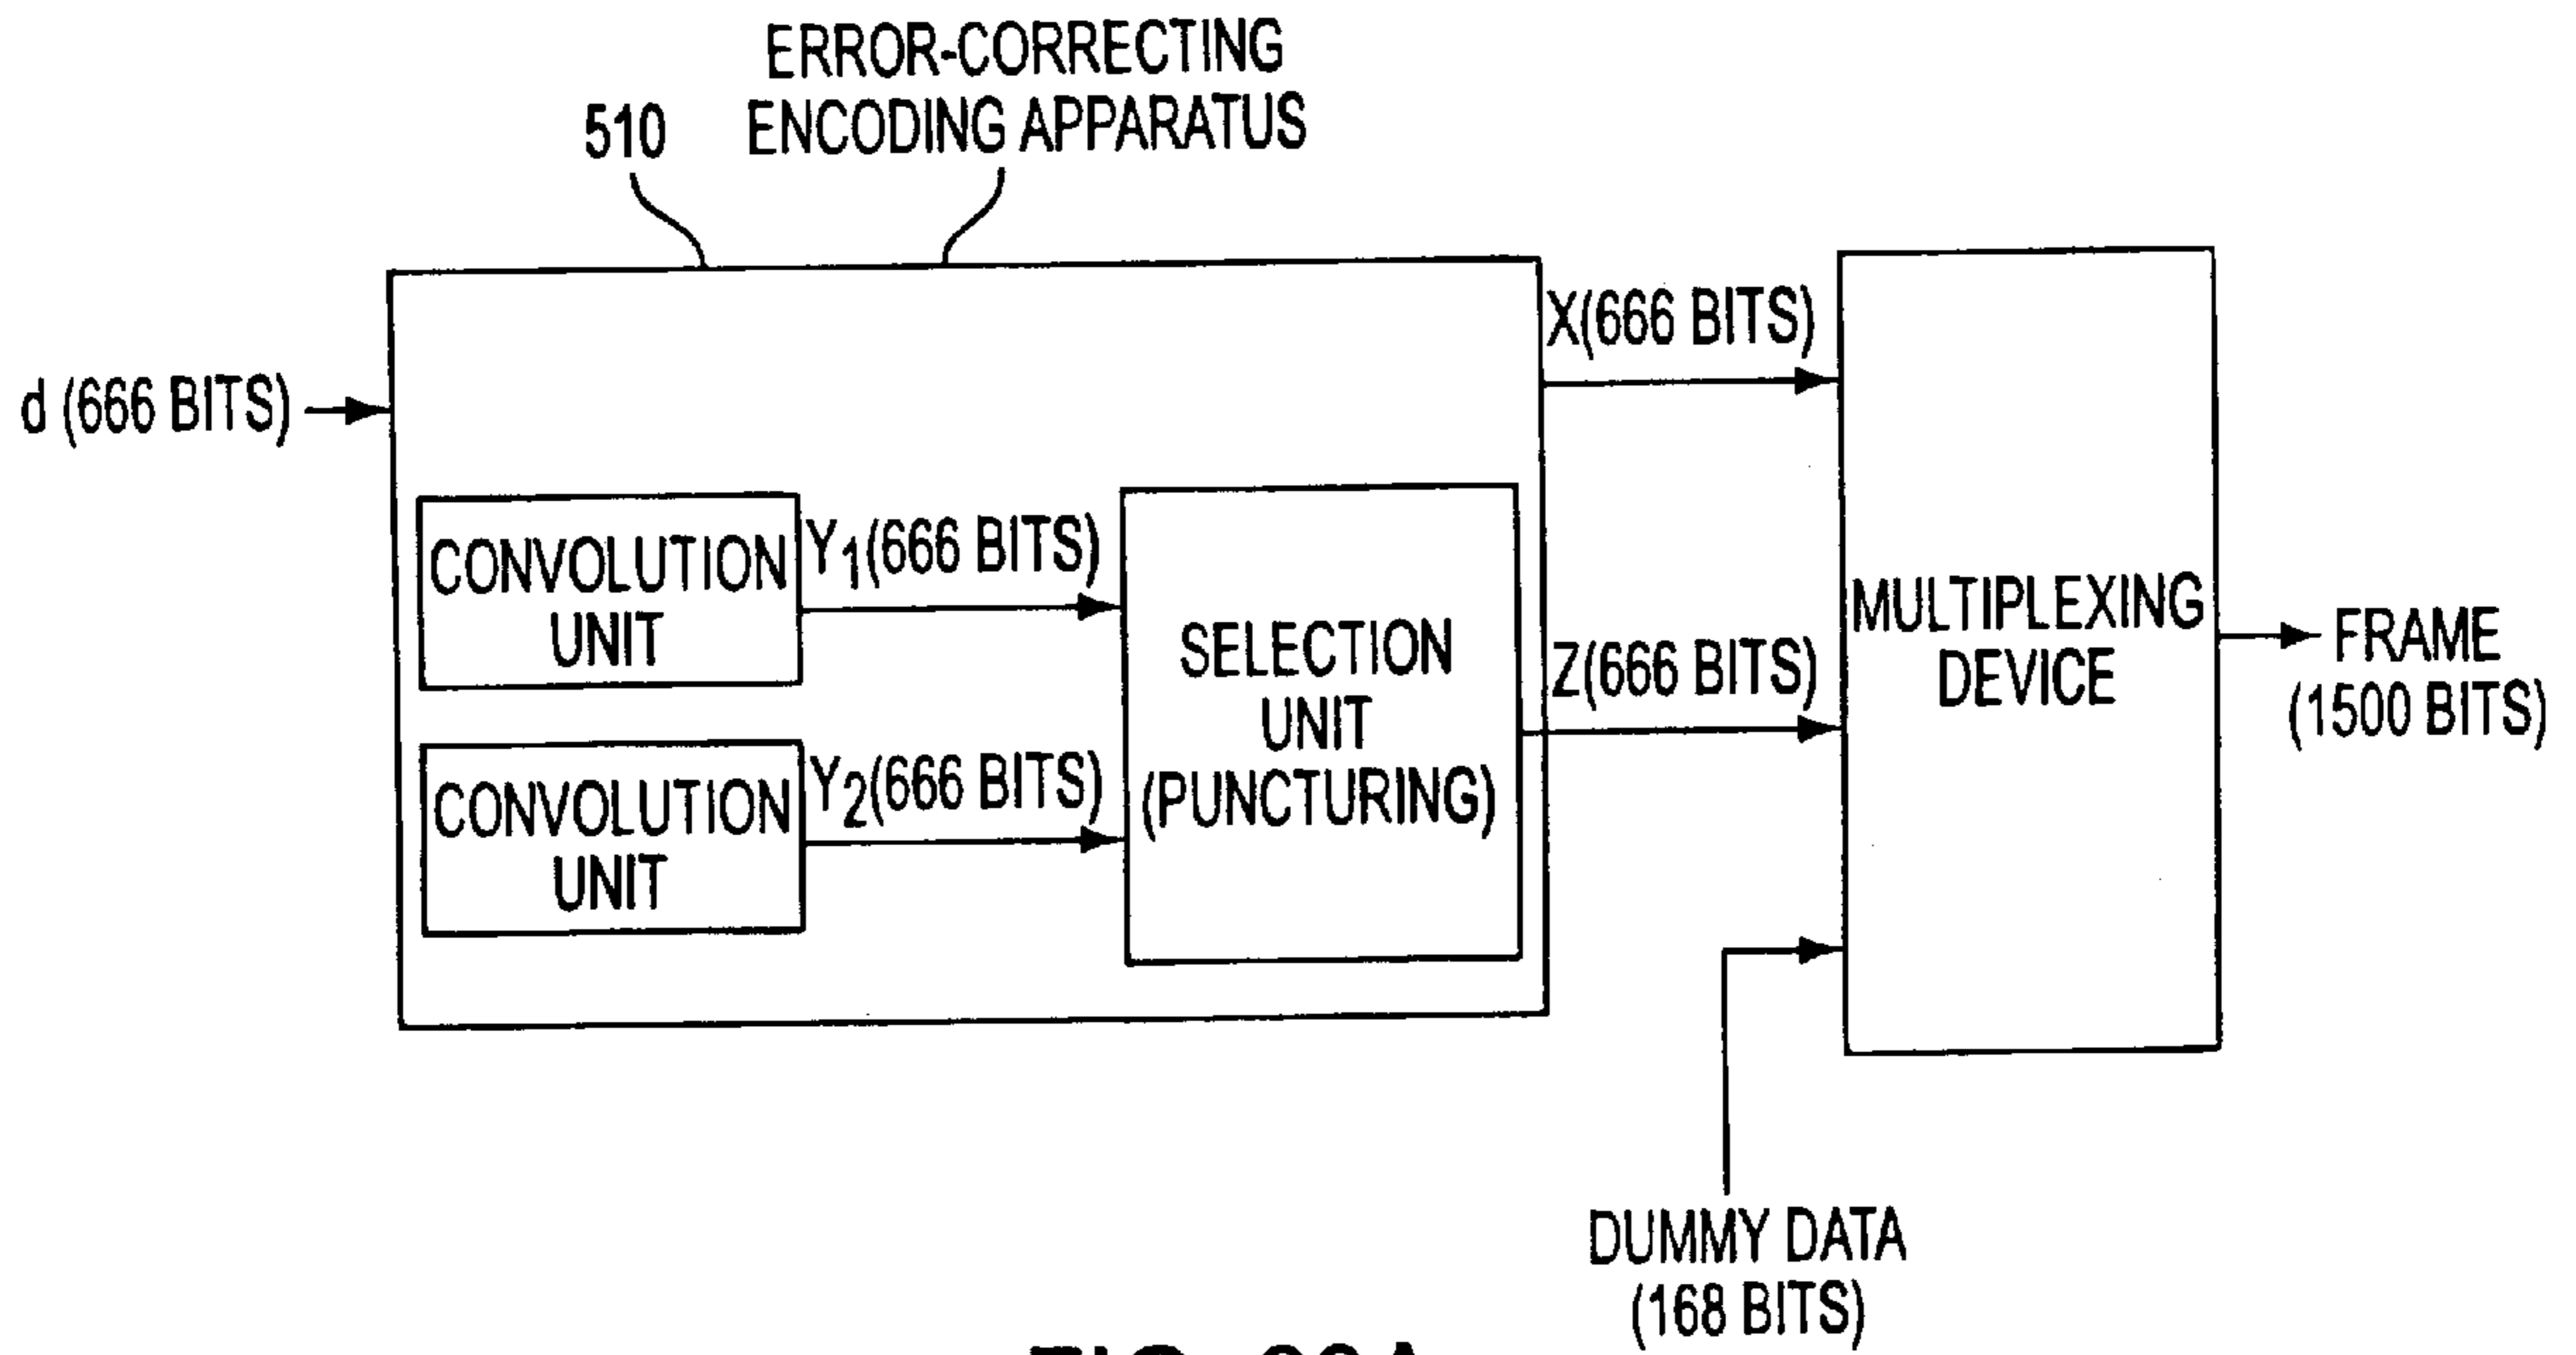 ERROR-CORRECTING
ENCODING APPARATUS
510
d (666 BITS)
X(666 BITS)
CONVOLUTION
UNIT
Y1(666 BITS)
CONVOLUTION
UNIT
Y2(666 BITS)
SELECTION
UNIT
(PUNCTURING)
Z(666 BITS)
MULTIPLEXING
DEVICE
FRAME
(1500 BITS)
DUMMY DATA
(168 BITS)